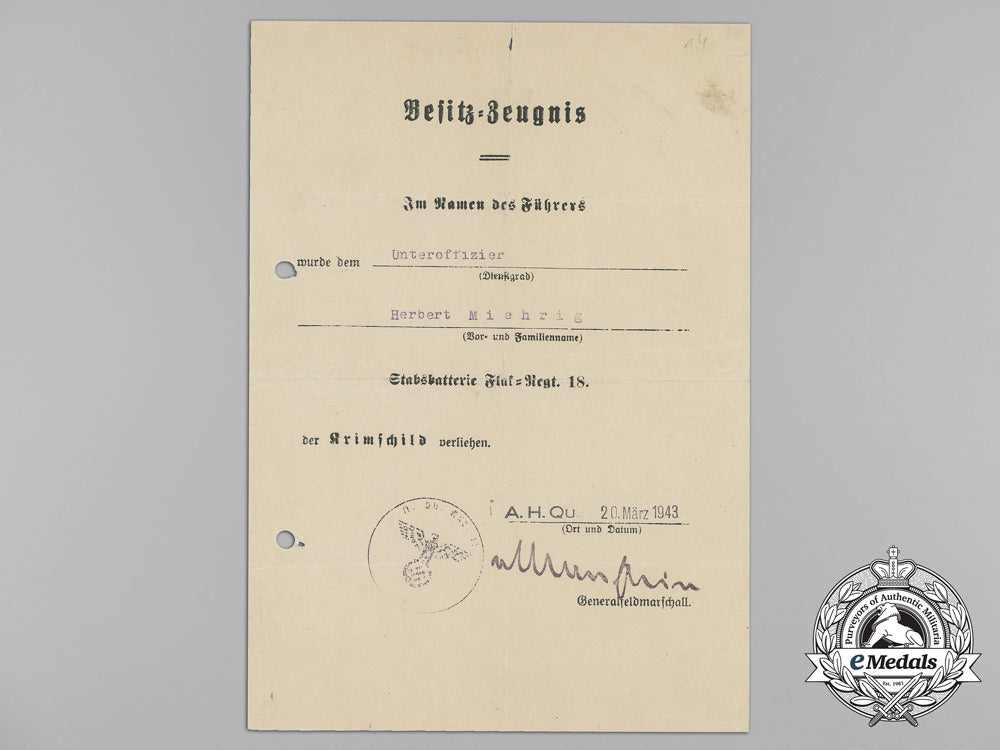 14
Besitz-Zeugnis
Im Namen des Führers
wurde dem Unteroffizier
(Dienstgrad)
Herbert Miehrig
(Vor- und Familienname)
Stabsbatterie Flak-Regt. 18.
der Krimschild verliehen.
A.H.Qu. 20. März 1943
(Ort und Datum)
vManstein
Generalfeldmarschall.
Purveyors of Authentic Militaria
eMedals
Est. 1981